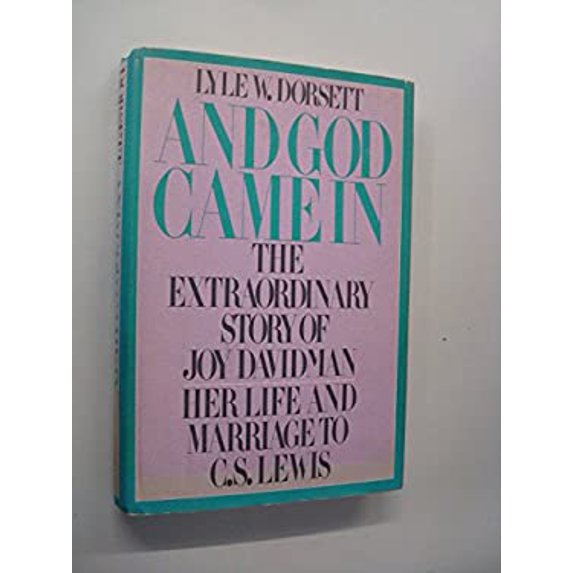 LYLE W. DORSETT
AND GOD
CAME IN
THE
EXTRAORDINARY
STORY OF
JOY DAVIDMAN
HER LIFE AND
MARRIAGE TO
C.S. LEWIS